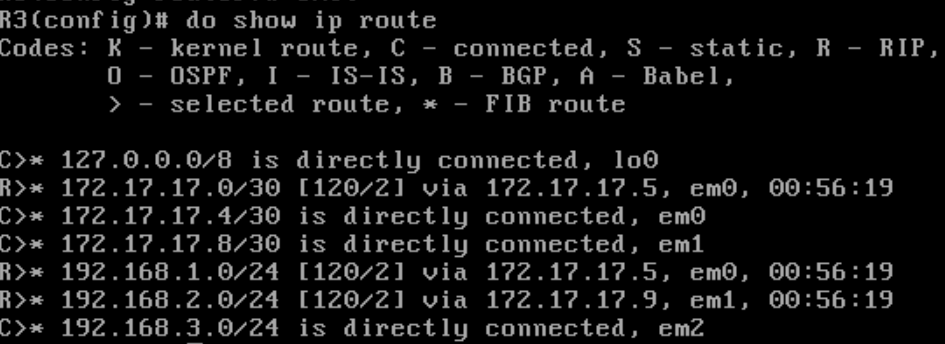 R3(config)# do show ip route
Codes: K - kernel route, C - connected, S - static, R - RIP,
       O - OSPF, I - IS-IS, B - BGP, A - Babel,
       > - selected route, * - FIB route

C>* 127.0.0.0/8 is directly connected, lo0
R>* 172.17.17.0/30 [120/2] via 172.17.17.5, em0, 00:56:19
C>* 172.17.17.4/30 is directly connected, em0
C>* 172.17.17.8/30 is directly connected, em1
R>* 192.168.1.0/24 [120/2] via 172.17.17.5, em0, 00:56:19
R>* 192.168.2.0/24 [120/2] via 172.17.17.9, em1, 00:56:19
C>* 192.168.3.0/24 is directly connected, em2